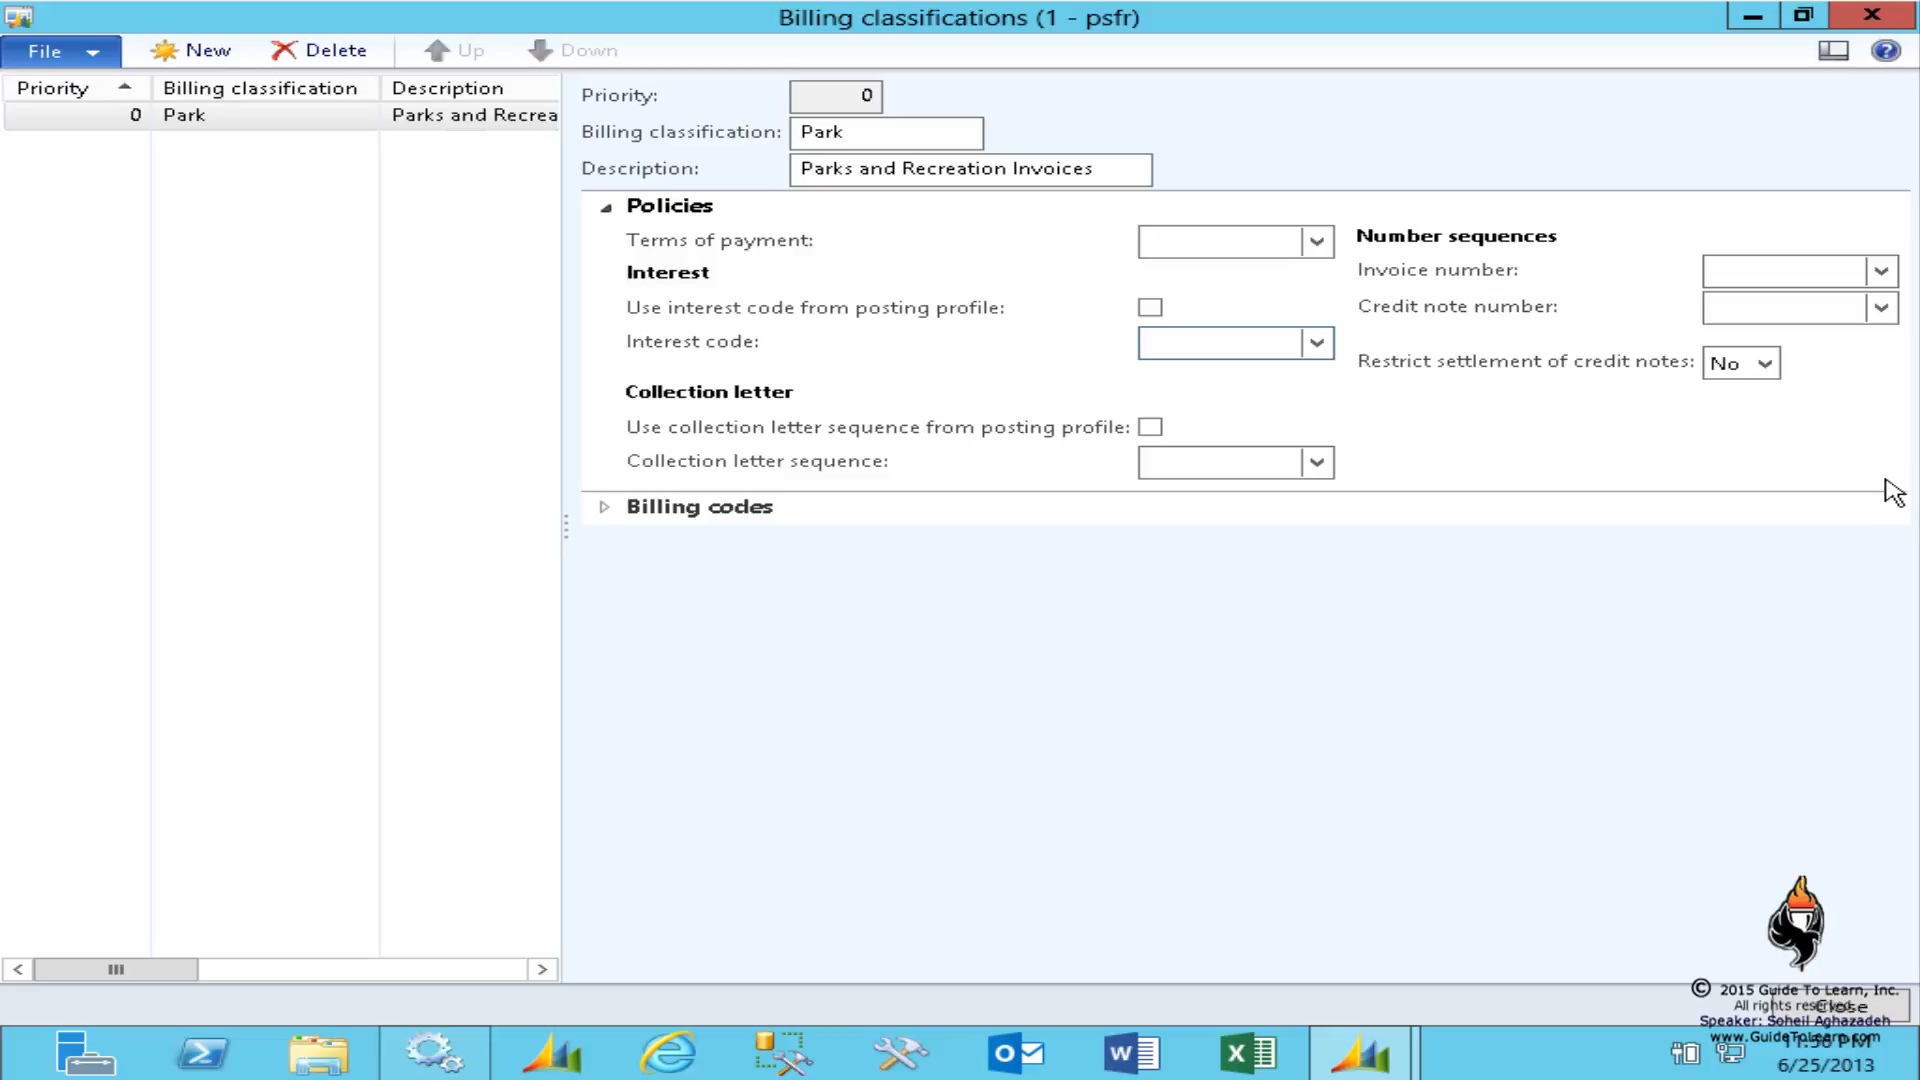 Billing classifications (1 - psfr)
File New Delete Up Down
Priority Billing classification Description
0 Park Parks and Recrea
Priority: 0
Billing classification: Park
Description: Parks and Recreation Invoices
Policies
Terms of payment:
Interest
Use interest code from posting profile:
Interest code:
Collection letter
Use collection letter sequence from posting profile:
Collection letter sequence:
Number sequences
Invoice number:
Credit note number:
Restrict settlement of credit notes: No
Billing codes
© 2015 Guide To Learn, Inc.
All rights reserved.
Close
Speaker: Soheil Aghazadeh
www.GuideToLearn.com
6/25/2013